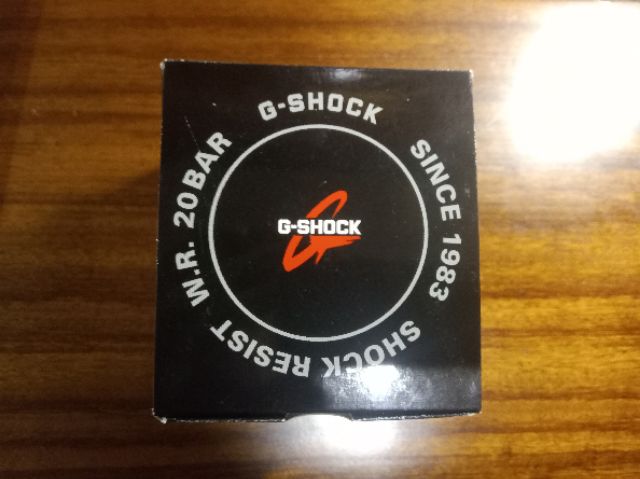 G-SHOCK
SINCE 1983
SHOCK RESIST
W.R. 20BAR
G-SHOCK